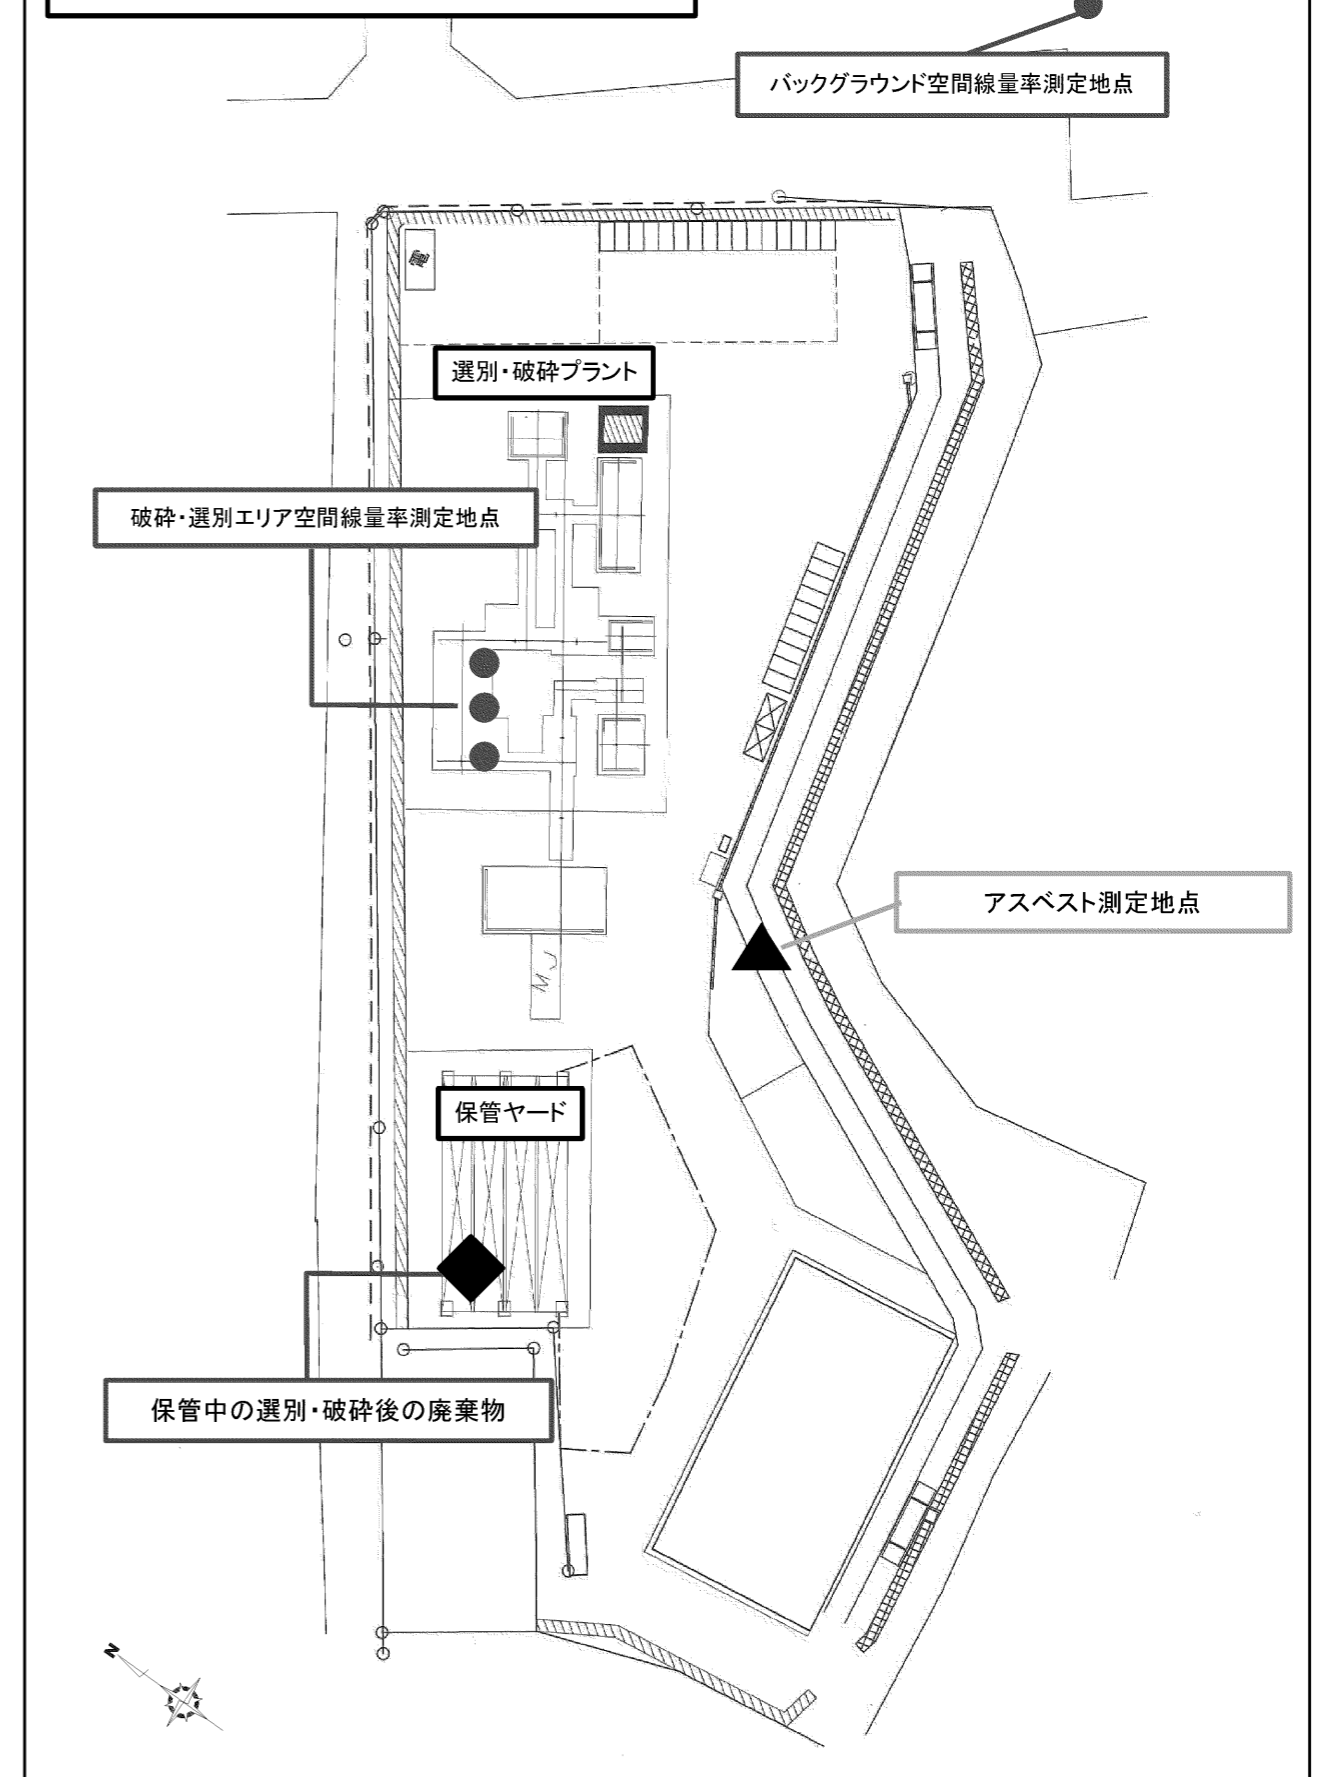 バックグラウンド空間線量率測定地点
選別・破砕プラント
破砕・選別エリア空間線量率測定地点
アスベスト測定地点
MJ
保管ヤード
保管中の選別・破砕後の廃棄物
N